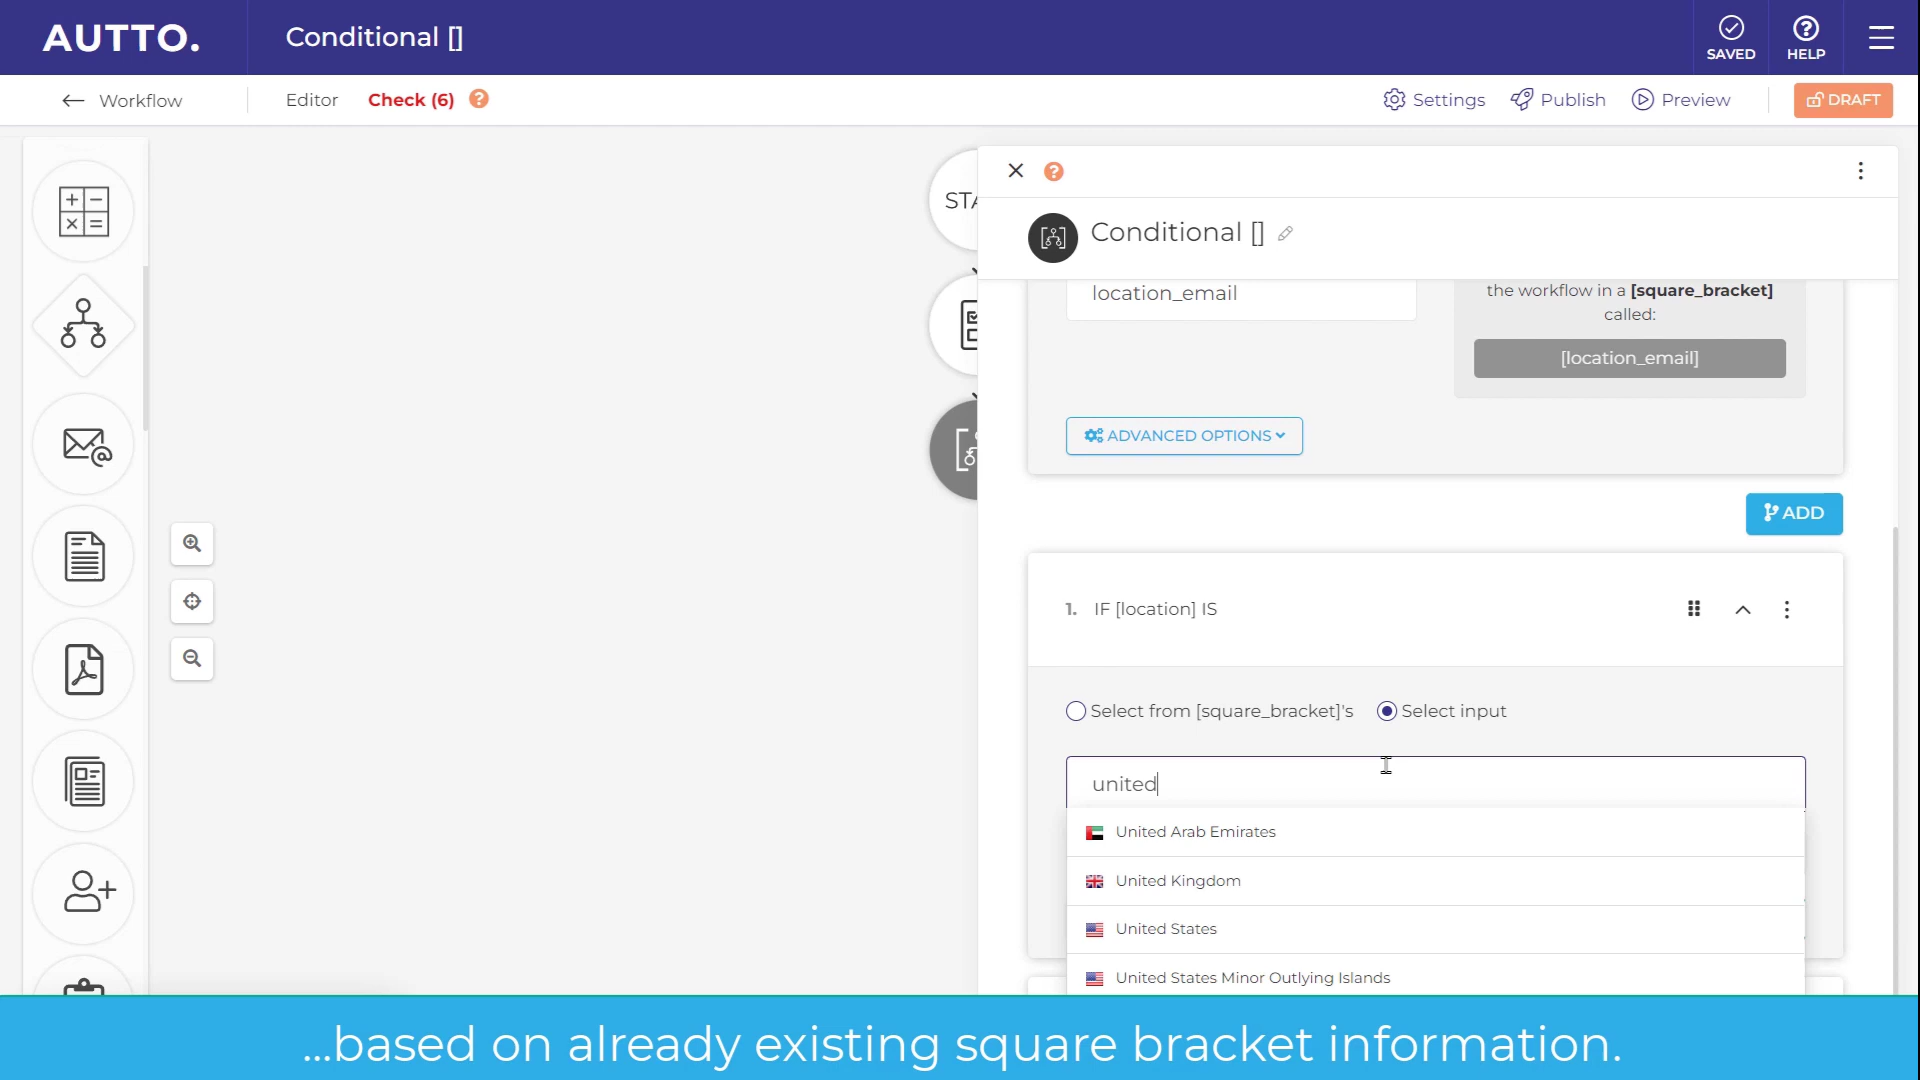 AUTTO.
Conditional []
SAVED
HELP
Workflow
Editor
Check (6)
?
Settings
Publish
Preview
DRAFT
STA
?
Conditional []
location_email
the workflow in a [square_bracket]
called:
[location_email]
ADVANCED OPTIONS
ADD
1. IF [location] IS
Select from [square_bracket]'s
Select input
united
United Arab Emirates
United Kingdom
United States
United States Minor Outlying Islands
...based on already existing square bracket information.